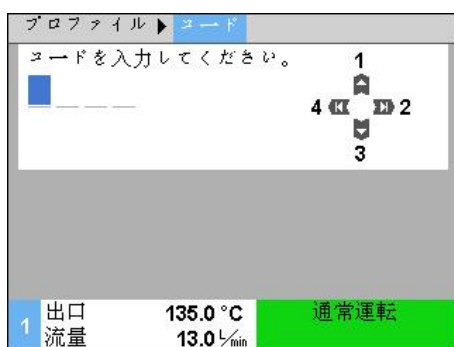 プロファイル ▶ コード
コードを入力してください。
1
4 2
3
1 出口 135.0 °C 通常運転
流量 13.0 L/min